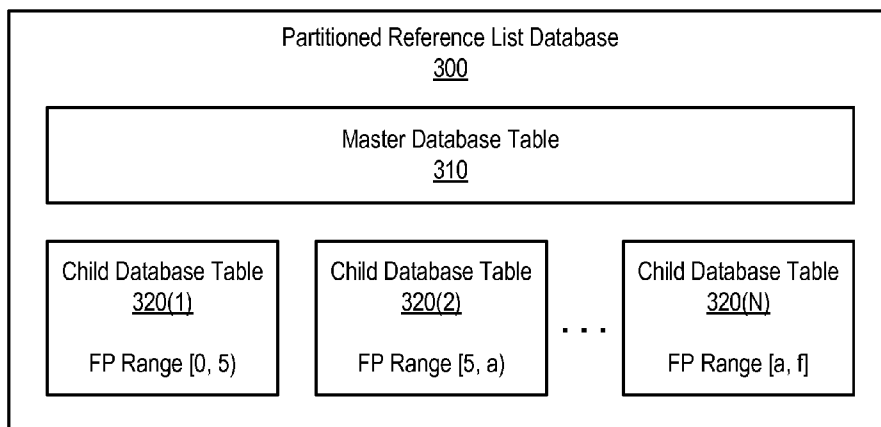 Partitioned Reference List Database
300
Master Database Table
310
Child Database Table
320(1)
FP Range [0, 5)
Child Database Table
320(2)
FP Range [5, a)
. . .
Child Database Table
320(N)
FP Range [a, f]